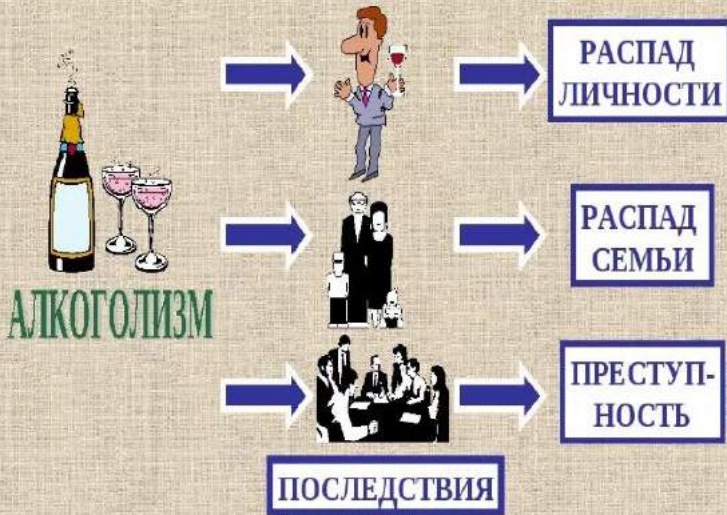 РАСПАД
ЛИЧНОСТИ
РАСПАД
СЕМЬИ
АЛКОГОЛИЗМ
ПРЕСТУП-
НОСТЬ
ПОСЛЕДСТВИЯ